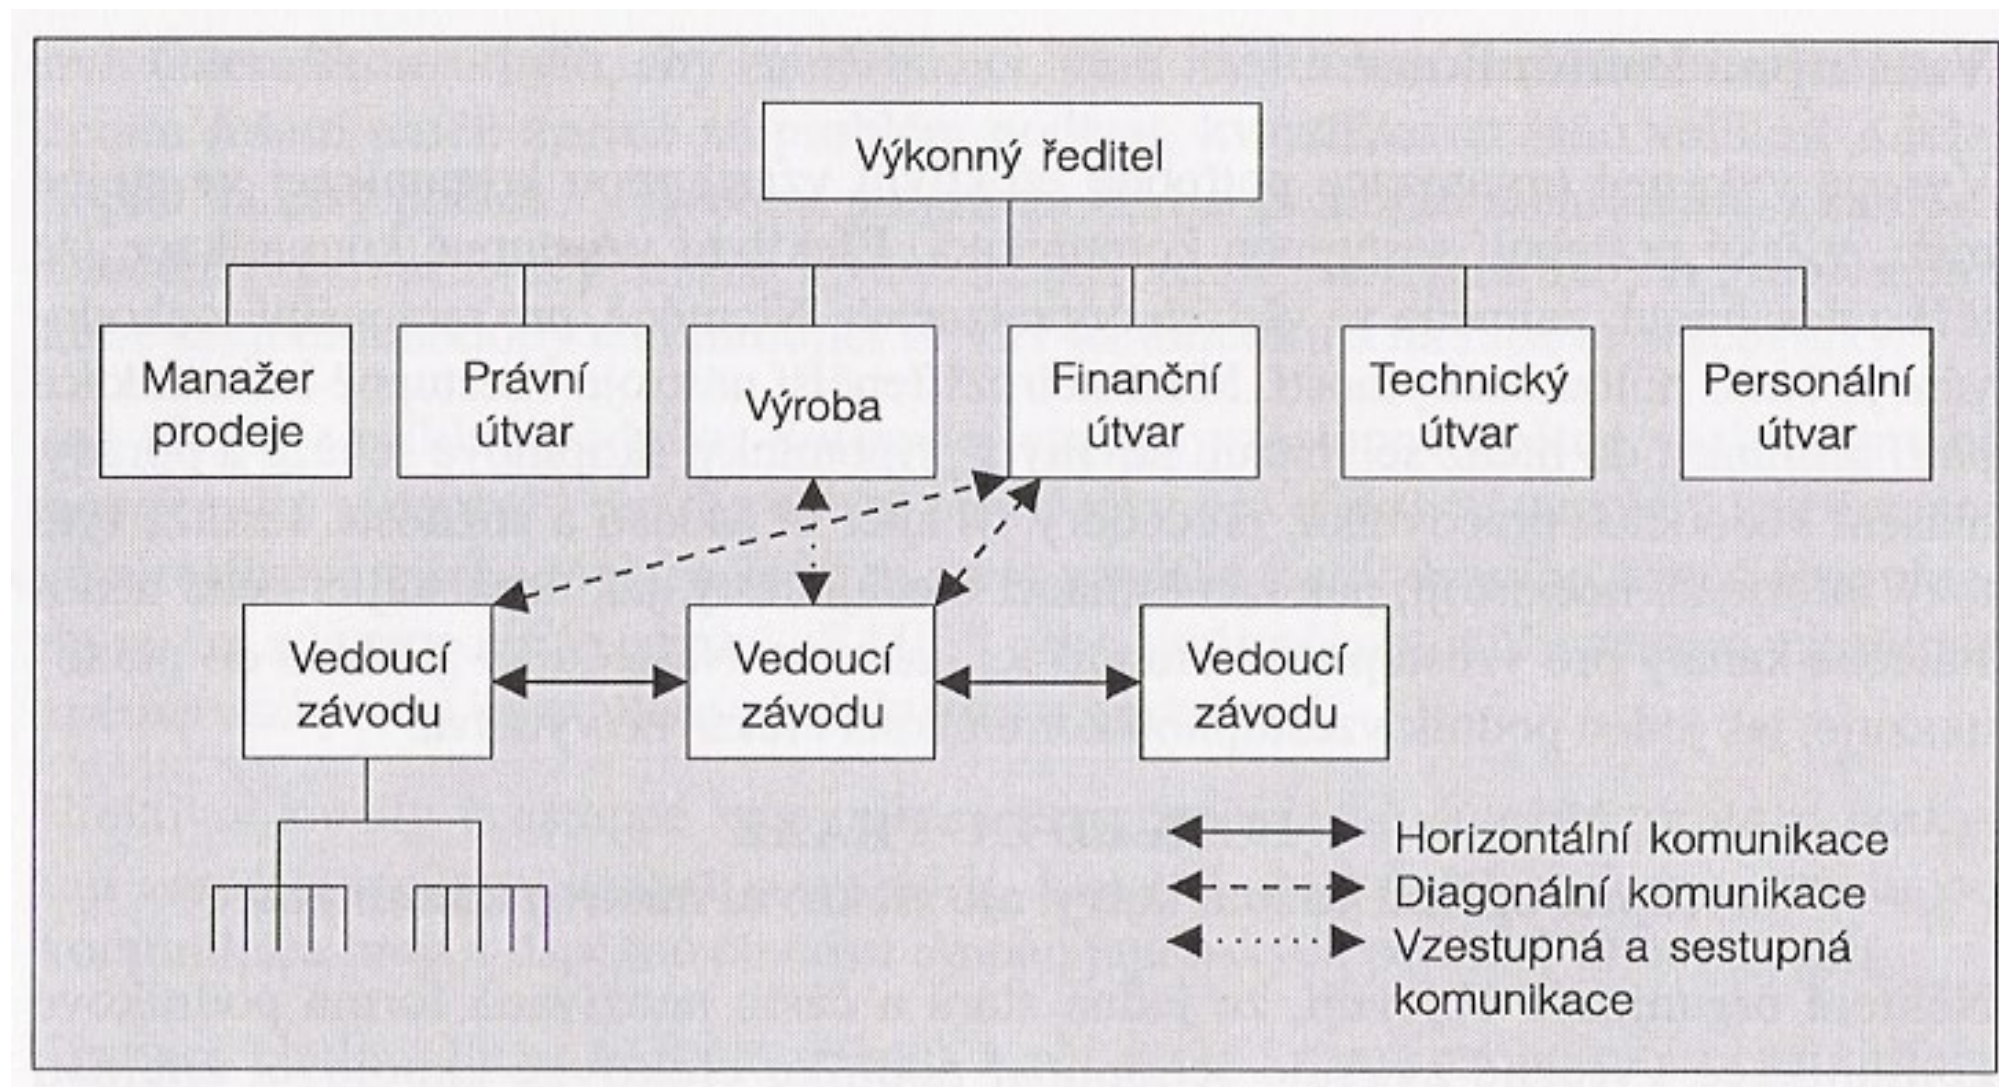 Výkonný ředitel
Manažer
prodeje
Právní
útvar
Výroba
Finanční
útvar
Technický
útvar
Personální
útvar
Vedoucí
závodu
Vedoucí
závodu
Vedoucí
závodu
Horizontální komunikace
Diagonální komunikace
Vzestupná a sestupná
komunikace